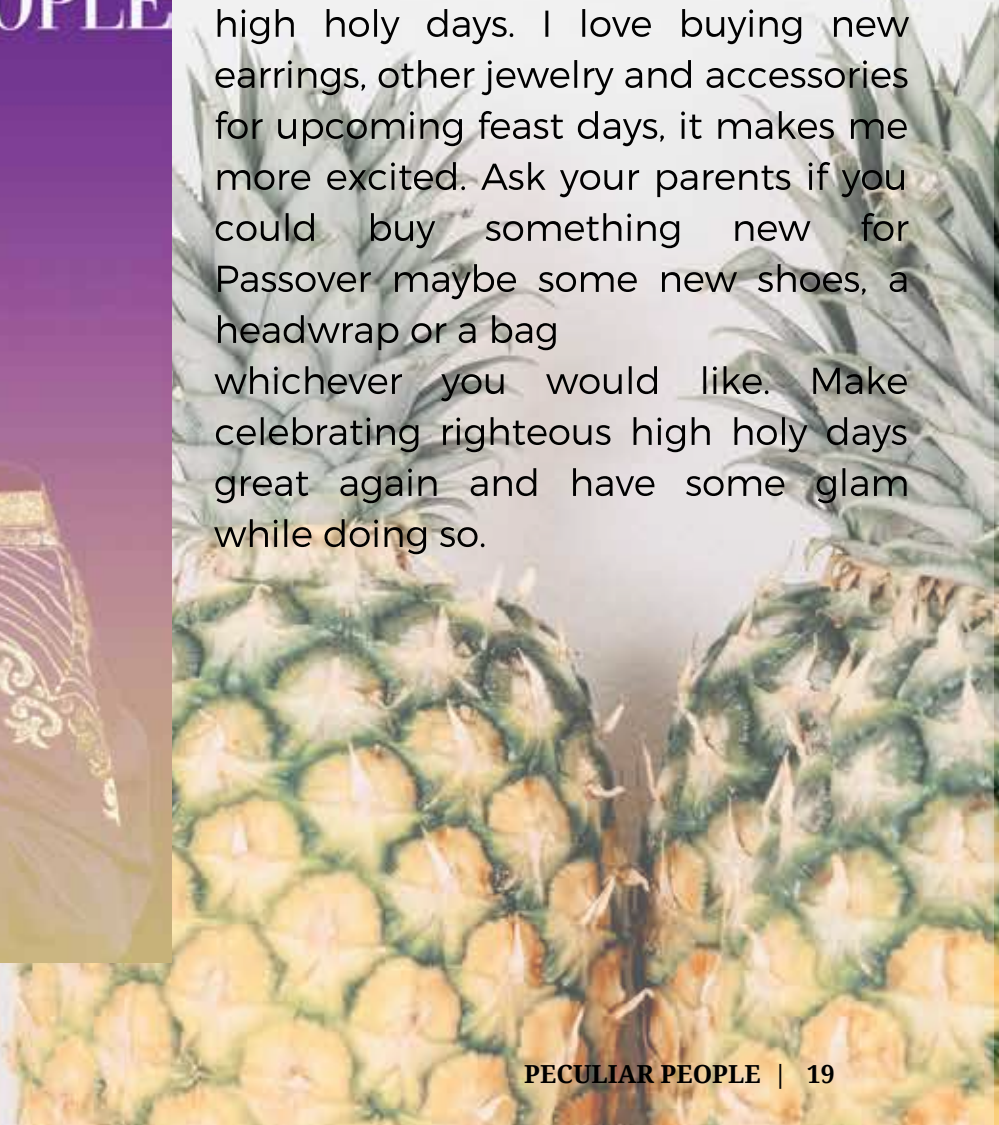 high holy days. I love buying new
earrings, other jewelry and accessories
for upcoming feast days, it makes me
more excited. Ask your parents if you
could buy something new for
Passover maybe some new shoes, a
headwrap or a bag
whichever you would like. Make
celebrating righteous high holy days
great again and have some glam
while doing so.
PECULIAR PEOPLE | 19